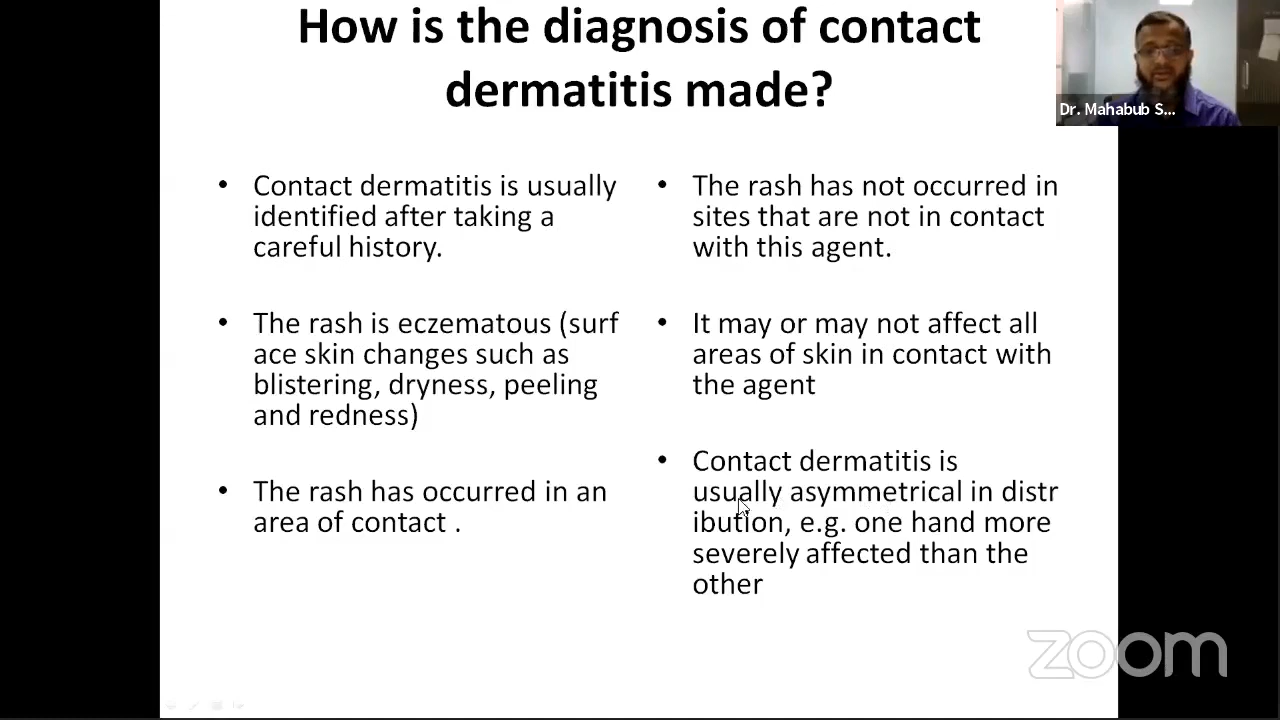 How is the diagnosis of contact
dermatitis made?
Dr. Mahabub S...
• Contact dermatitis is usually
identified after taking a
careful history.
• The rash is eczematous (surf
ace skin changes such as
blistering, dryness, peeling
and redness)
• The rash has occurred in an
area of contact .
• The rash has not occurred in
sites that are not in contact
with this agent.
• It may or may not affect all
areas of skin in contact with
the agent
• Contact dermatitis is
usually asymmetrical in distr
ibution, e.g. one hand more
severely affected than the
other
zoom